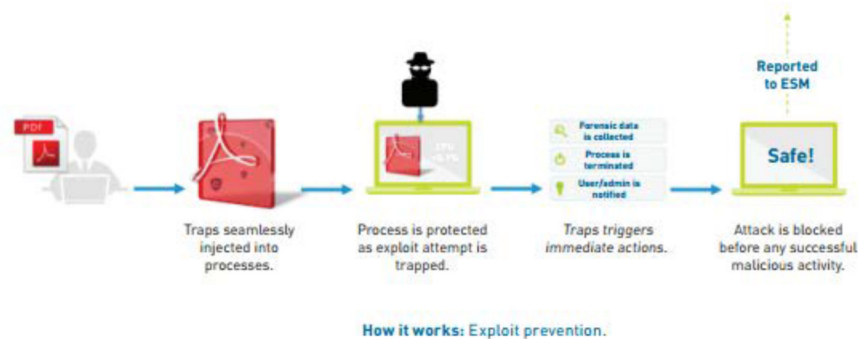 Reported
to ESM
PDF
Forensic data
is collected
Process is
terminated
User/admin is
notified
Safe!
Traps seamlessly
injected into
processes.
Process is protected
as exploit attempt is
trapped.
Traps triggers
immediate actions.
Attack is blocked
before any successful
malicious activity.
How it works: Exploit prevention.